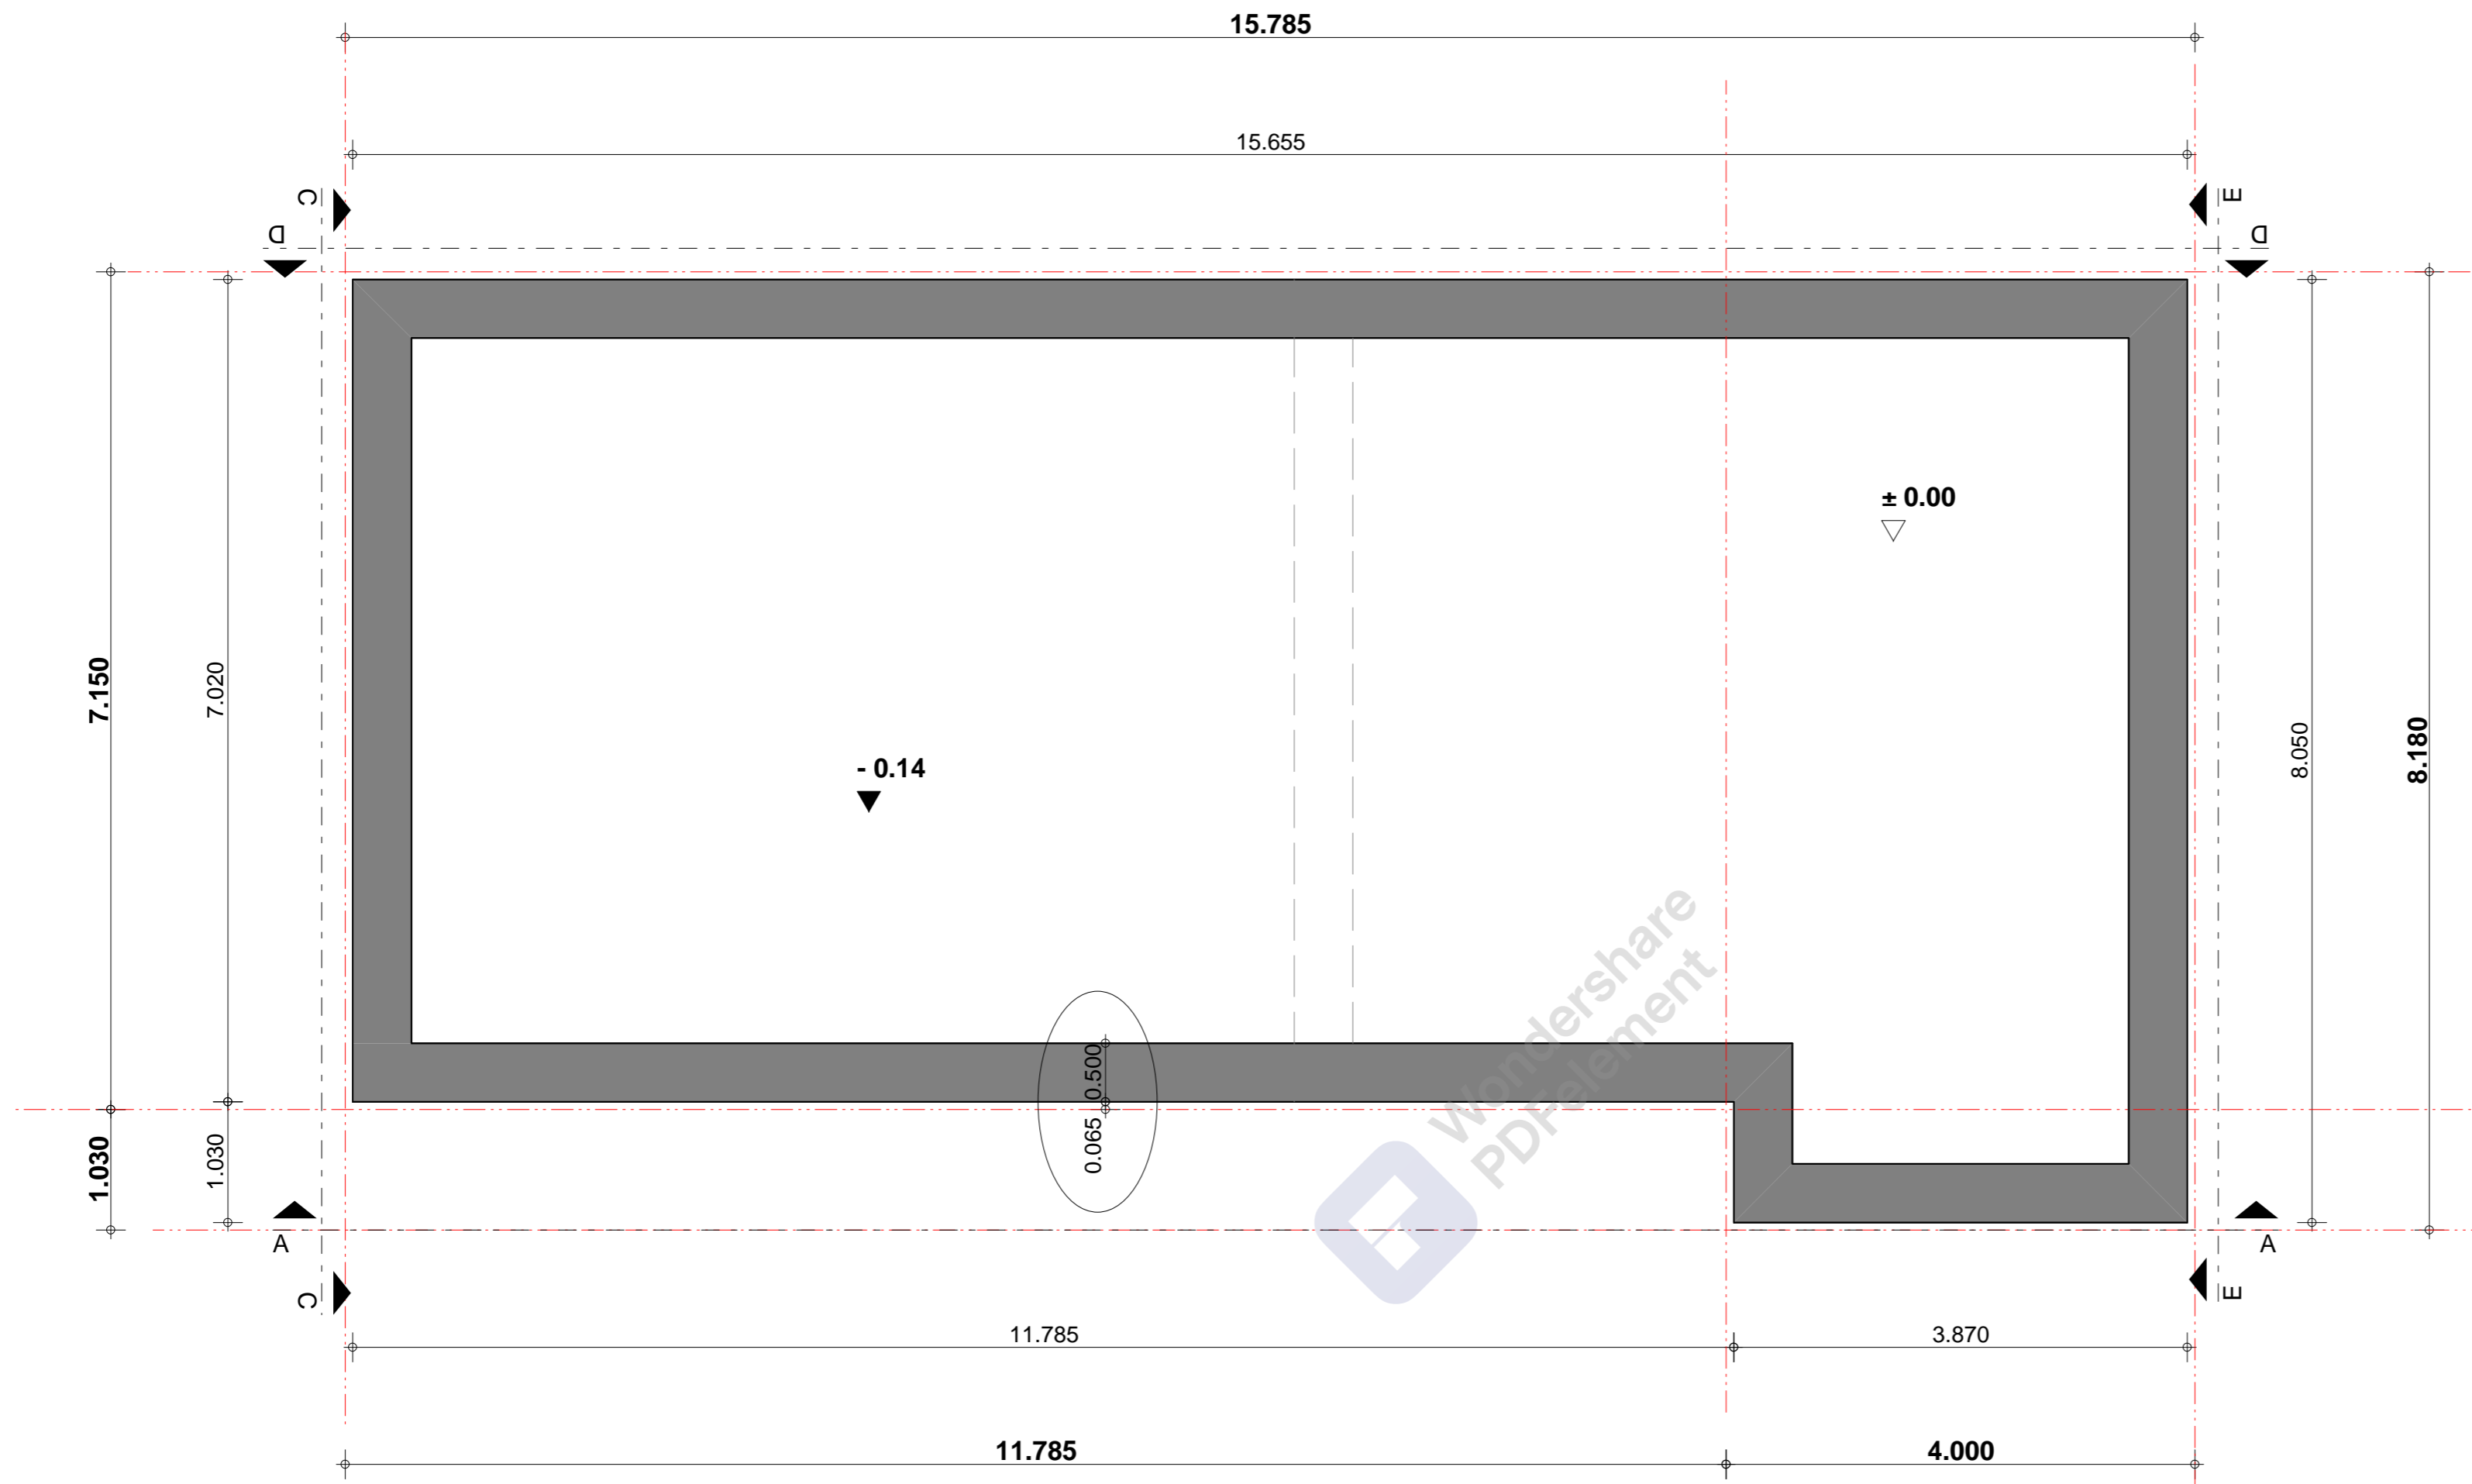 15.785
15.655
C
E
D
D
± 0.00
7.150
7.020
8.050
8.180
- 0.14
0.500
0.065
Wondershare
PDFelement
1.030
1.030
A
A
C
E
11.785
3.870
11.785
4.000